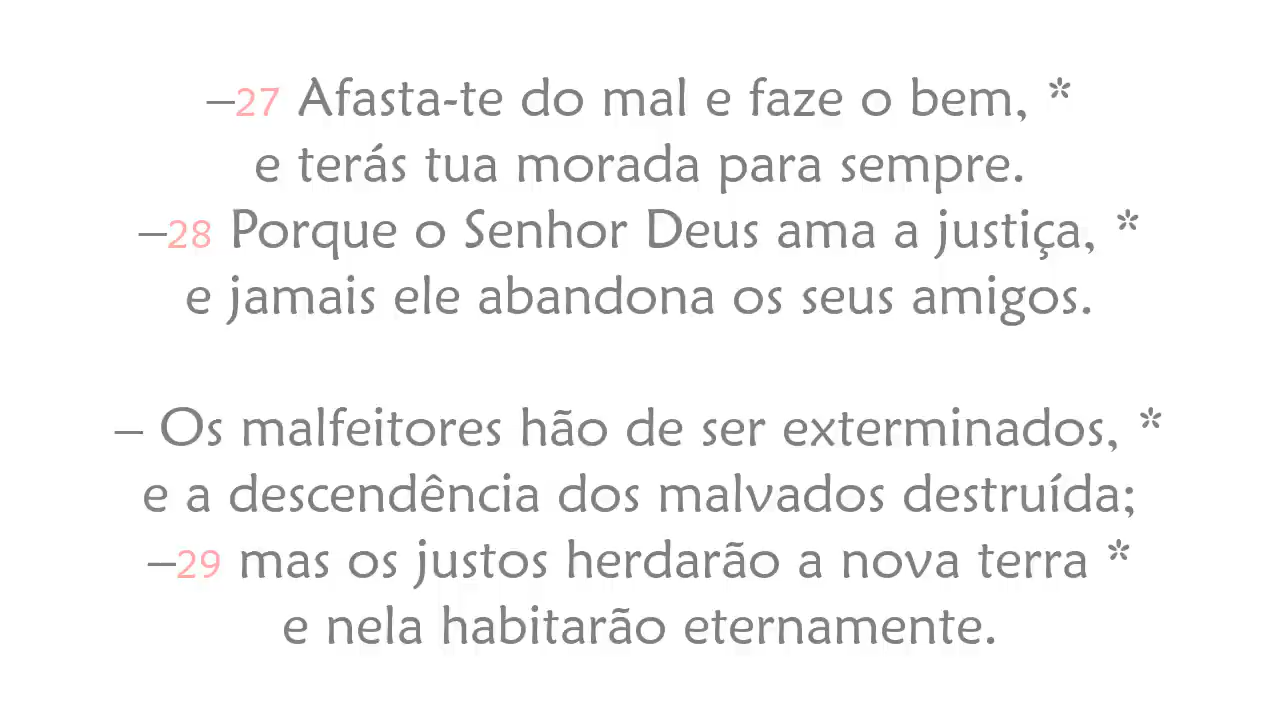 –27 Afasta-te do mal e faze o bem, *
e terás tua morada para sempre.
–28 Porque o Senhor Deus ama a justiça, *
e jamais ele abandona os seus amigos.
– Os malfeitores hão de ser exterminados, *
e a descendência dos malvados destruída;
–29 mas os justos herdarão a nova terra *
e nela habitarão eternamente.